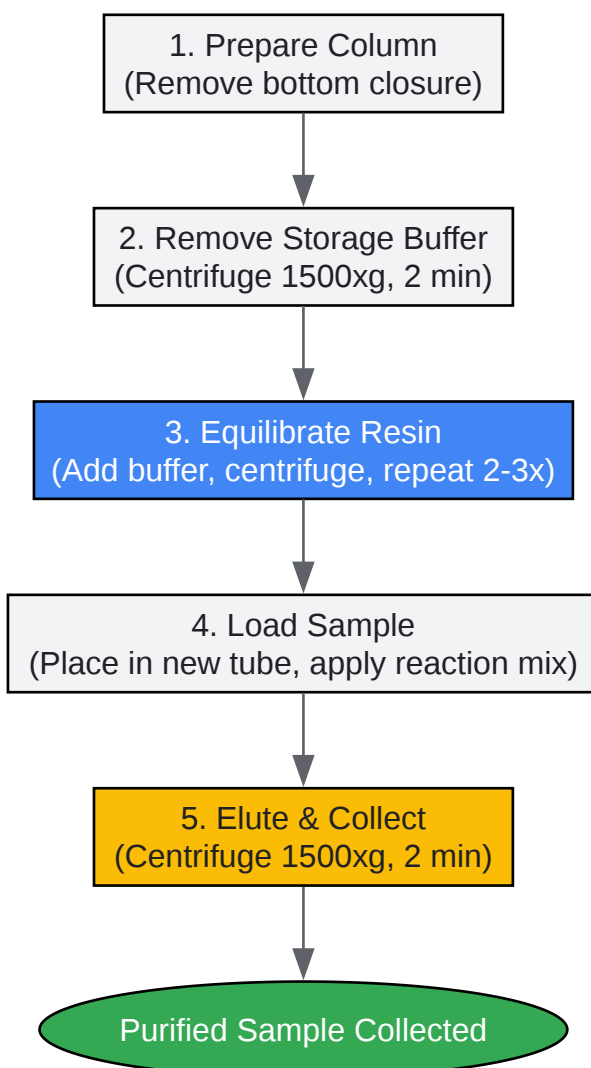 1. Prepare Column
(Remove bottom closure)
2. Remove Storage Buffer
(Centrifuge 1500xg, 2 min)
3. Equilibrate Resin
(Add buffer, centrifuge, repeat 2-3x)
4. Load Sample
(Place in new tube, apply reaction mix)
5. Elute & Collect
(Centrifuge 1500xg, 2 min)
Purified Sample Collected